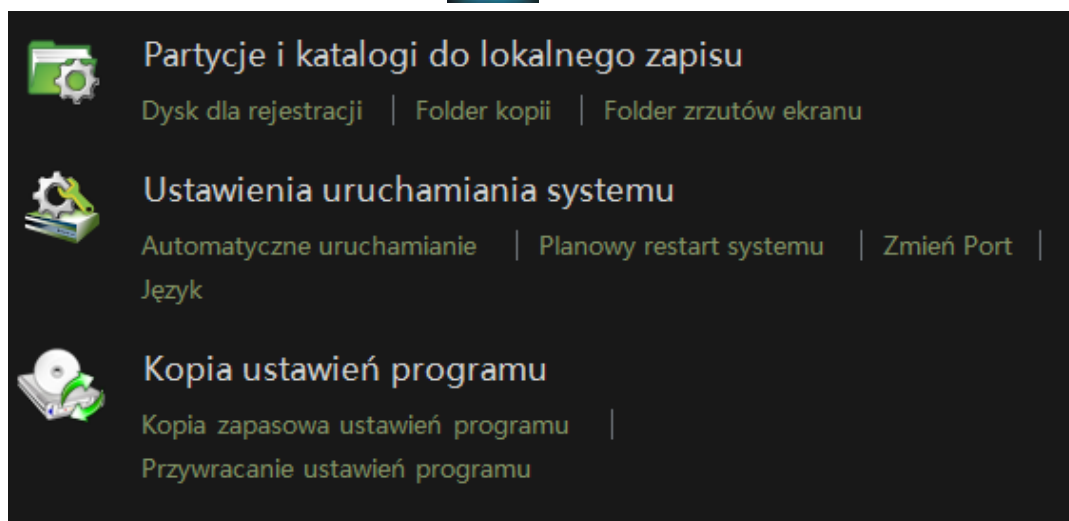 Partycje i katalogi do lokalnego zapisu
Dysk dla rejestracji | Folder kopii | Folder zrzutów ekranu
Ustawienia uruchamiania systemu
Automatyczne uruchamianie | Planowy restart systemu | Zmień Port |
Język
Kopia ustawień programu
Kopia zapasowa ustawień programu |
Przywracanie ustawień programu